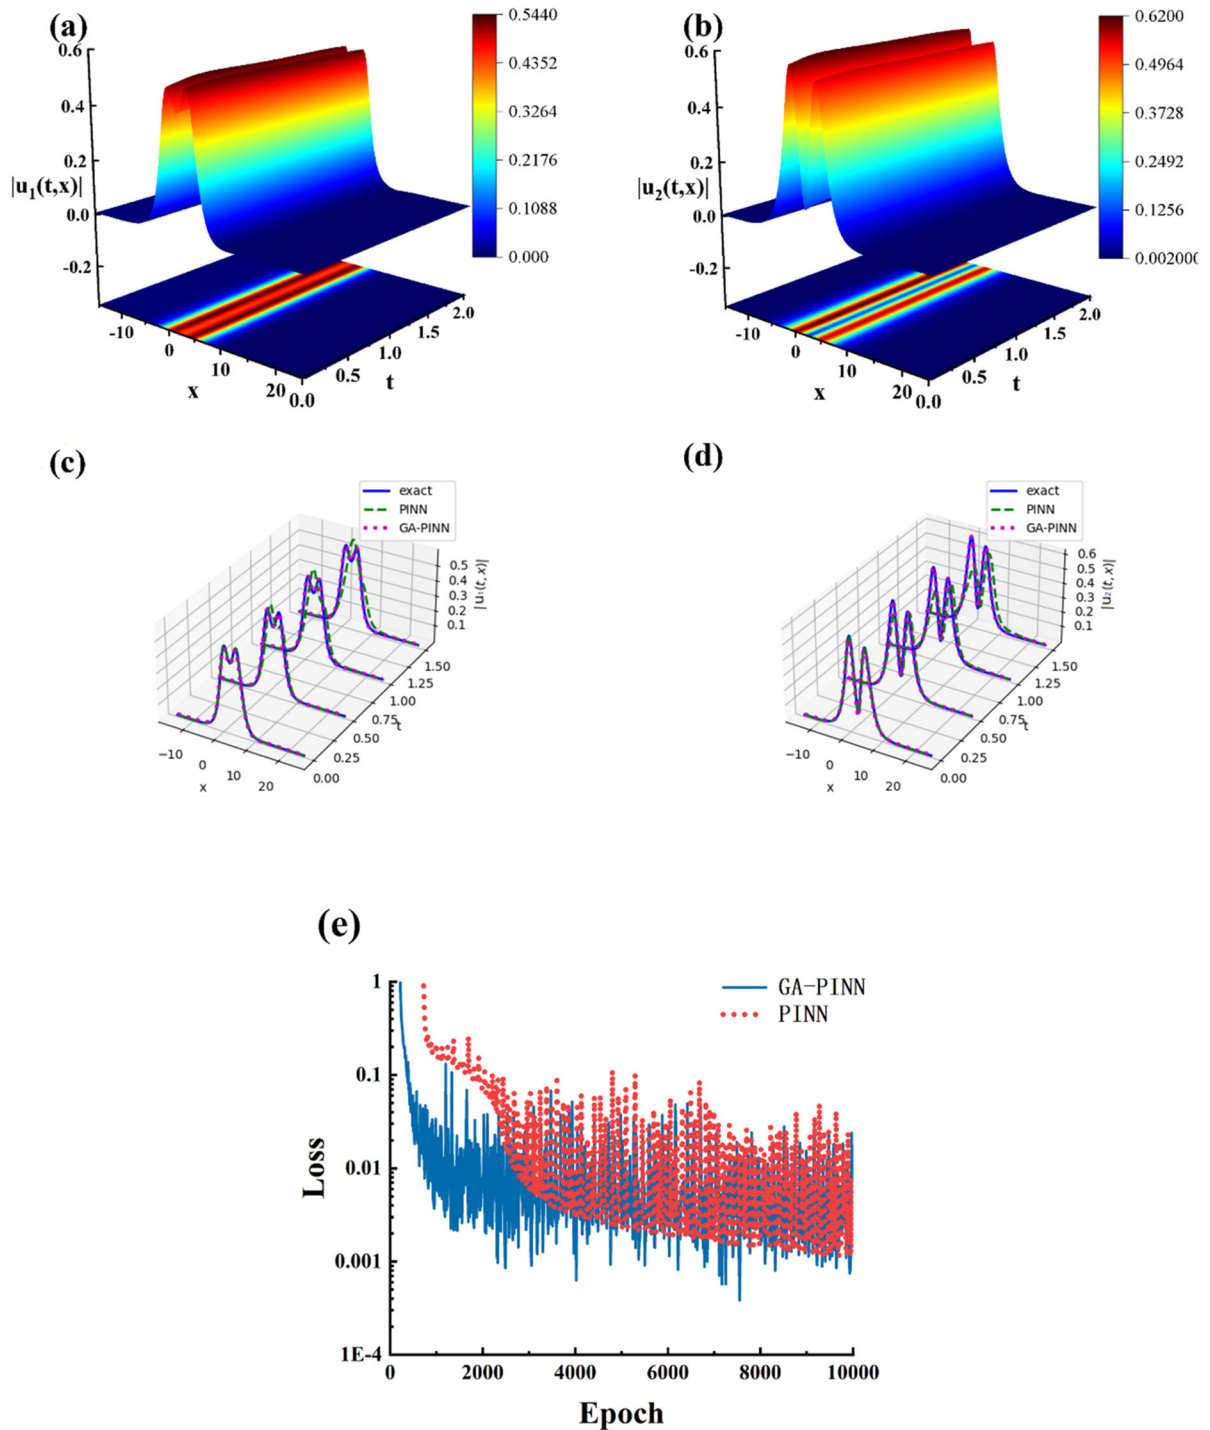 (a)
0.6
0.4
0.2
|u1(t,x)|
0.0
-0.2
-10
0
10
20
x
0.0
0.5
1.0
1.5
2.0
t
0.5440
0.4352
0.3264
0.2176
0.1088
0.000
(b)
0.6
0.4
0.2
|u2(t,x)|
0.0
-0.2
-10
0
10
20
x
0.0
0.5
1.0
1.5
2.0
t
0.6200
0.4964
0.3728
0.2492
0.1256
0.002000
(c)
exact
PINN
GA-PINN
0.5
0.4
0.3
0.2
0.1
|u1(t, x)|
−10
0
10
20
x
0.00
0.25
0.50
0.75
1.00
1.25
1.50
t
(d)
exact
PINN
GA-PINN
0.6
0.5
0.4
0.3
0.2
0.1
|u2(t, x)|
−10
0
10
20
x
0.00
0.25
0.50
0.75
1.00
1.25
1.50
t
(e)
GA-PINN
PINN
1
0.1
0.01
0.001
1E-4
Loss
0
2000
4000
6000
8000
10000
Epoch